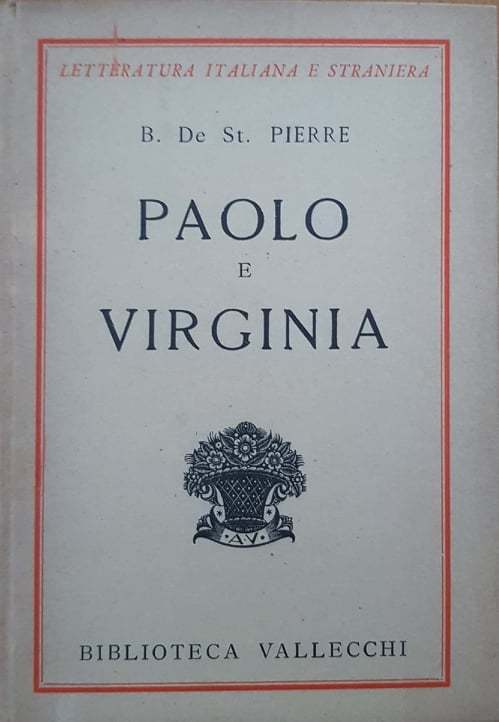 LETTERATURA ITALIANA E STRANIERA
B. De St. PIERRE
PAOLO
E
VIRGINIA
·A·V·
BIBLIOTECA VALLECCHI